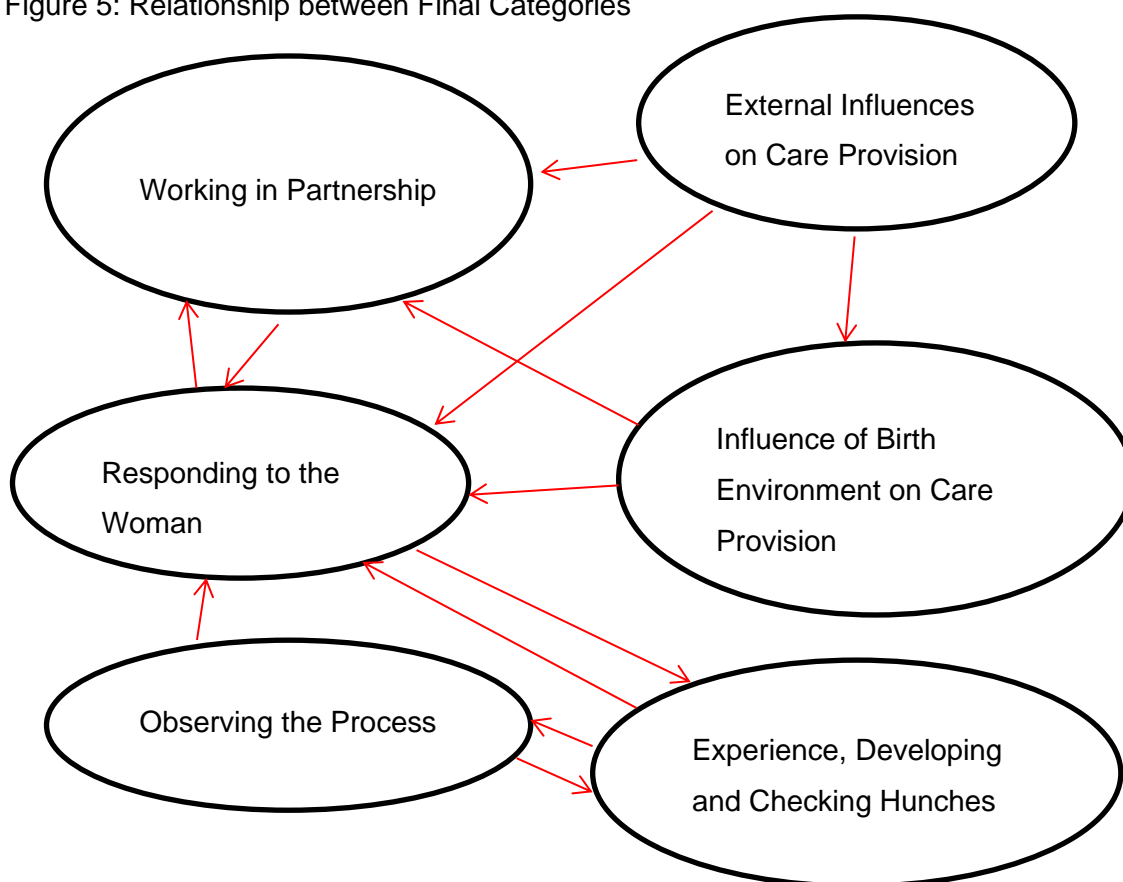 Figure 5: Relationship between Final Categories
External Influences
on Care Provision
Working in Partnership
Influence of Birth
Environment on Care
Provision
Responding to the
Woman
Observing the Process
Experience, Developing
and Checking Hunches